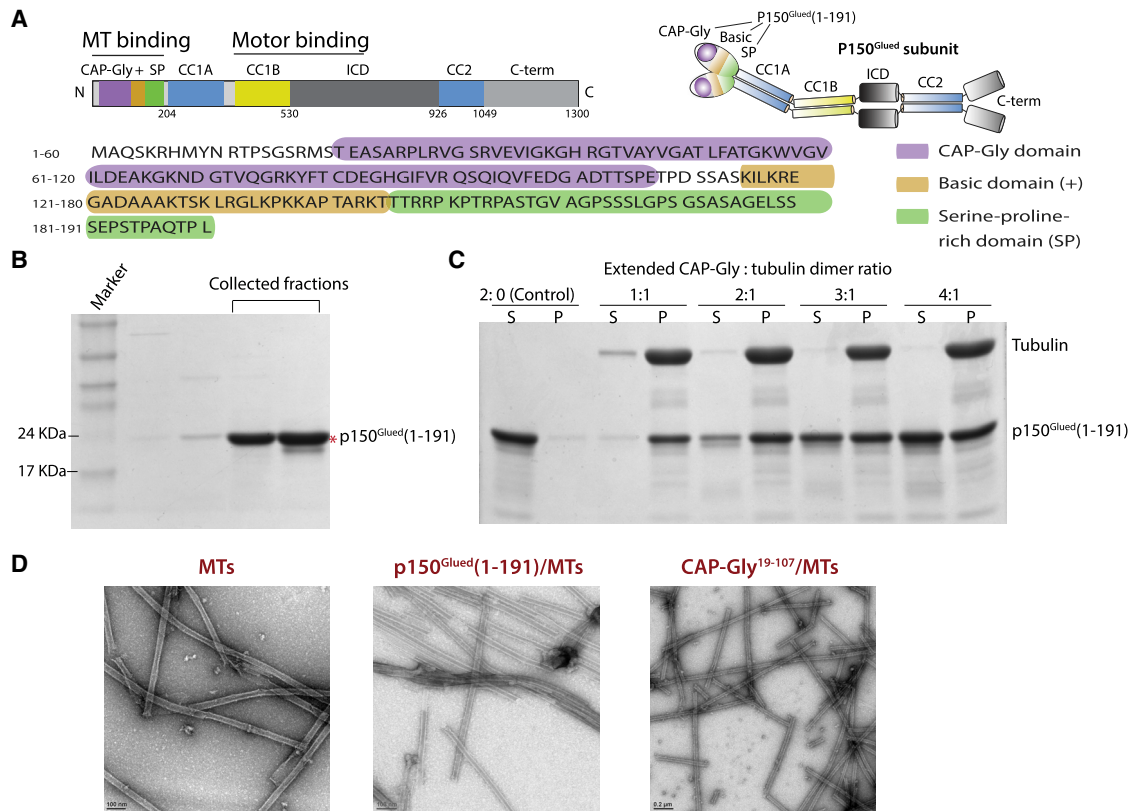 A
MT binding
Motor binding
CAP-Gly + SP CC1A CC1B ICD CC2 C-term
N C
204 530 926 1049 1300
P150Glued(1-191)
CAP-Gly
Basic
SP
P150Glued subunit
CC1A
CC1B
ICD
CC2
C-term
1-60 MAQSKRHMYN RTPSGSRMSTEASARPLRVG SRVEVIGKGH RGTVAYVGAT LFATGKWVGV
61-120 ILDEAKGKND GTVQGRKYFTCDEGHGIFVR QSQIQVFEDG ADTTSPETPD SSASKILKRE
121-180 GADAAAKTSK LRGLKPKKAP TARKTTTRRP KPTRPASTGV AGPSSSLGPS GSASAGELSS
181-191 SEPSTPAQTP L
CAP-Gly domain
Basic domain (+)
Serine-proline-
rich domain (SP)
B
Marker
Collected fractions
24 KDa
*p150Glued(1-191)
17 KDa
C
Extended CAP-Gly : tubulin dimer ratio
2: 0 (Control) 1:1 2:1 3:1 4:1
S P S P S P S P S P
Tubulin
p150Glued(1-191)
D
MTs
p150Glued(1-191)/MTs
CAP-Gly19-107/MTs
100 nm
100 nm
0.2 µm